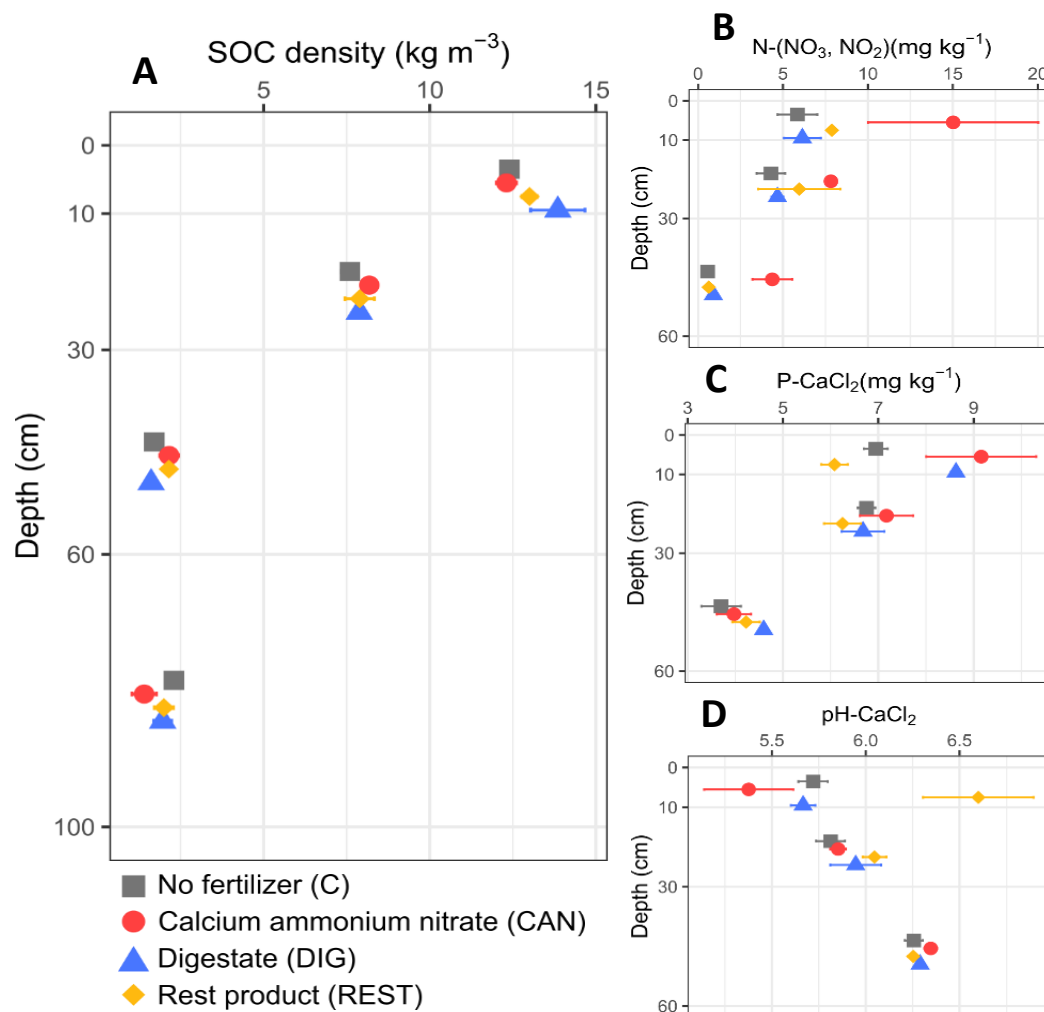 A
SOC density (kg m⁻³)
5 10 15
0
10
30
60
100
Depth (cm)
No fertilizer (C)
Calcium ammonium nitrate (CAN)
Digestate (DIG)
Rest product (REST)
B
N-(NO₃, NO₂)(mg kg⁻¹)
0 5 10 15 20
0
10
30
60
Depth (cm)
C
P-CaCl₂(mg kg⁻¹)
3 5 7 9
0
10
30
60
Depth (cm)
D
pH-CaCl₂
5.5 6.0 6.5
0
10
30
60
Depth (cm)